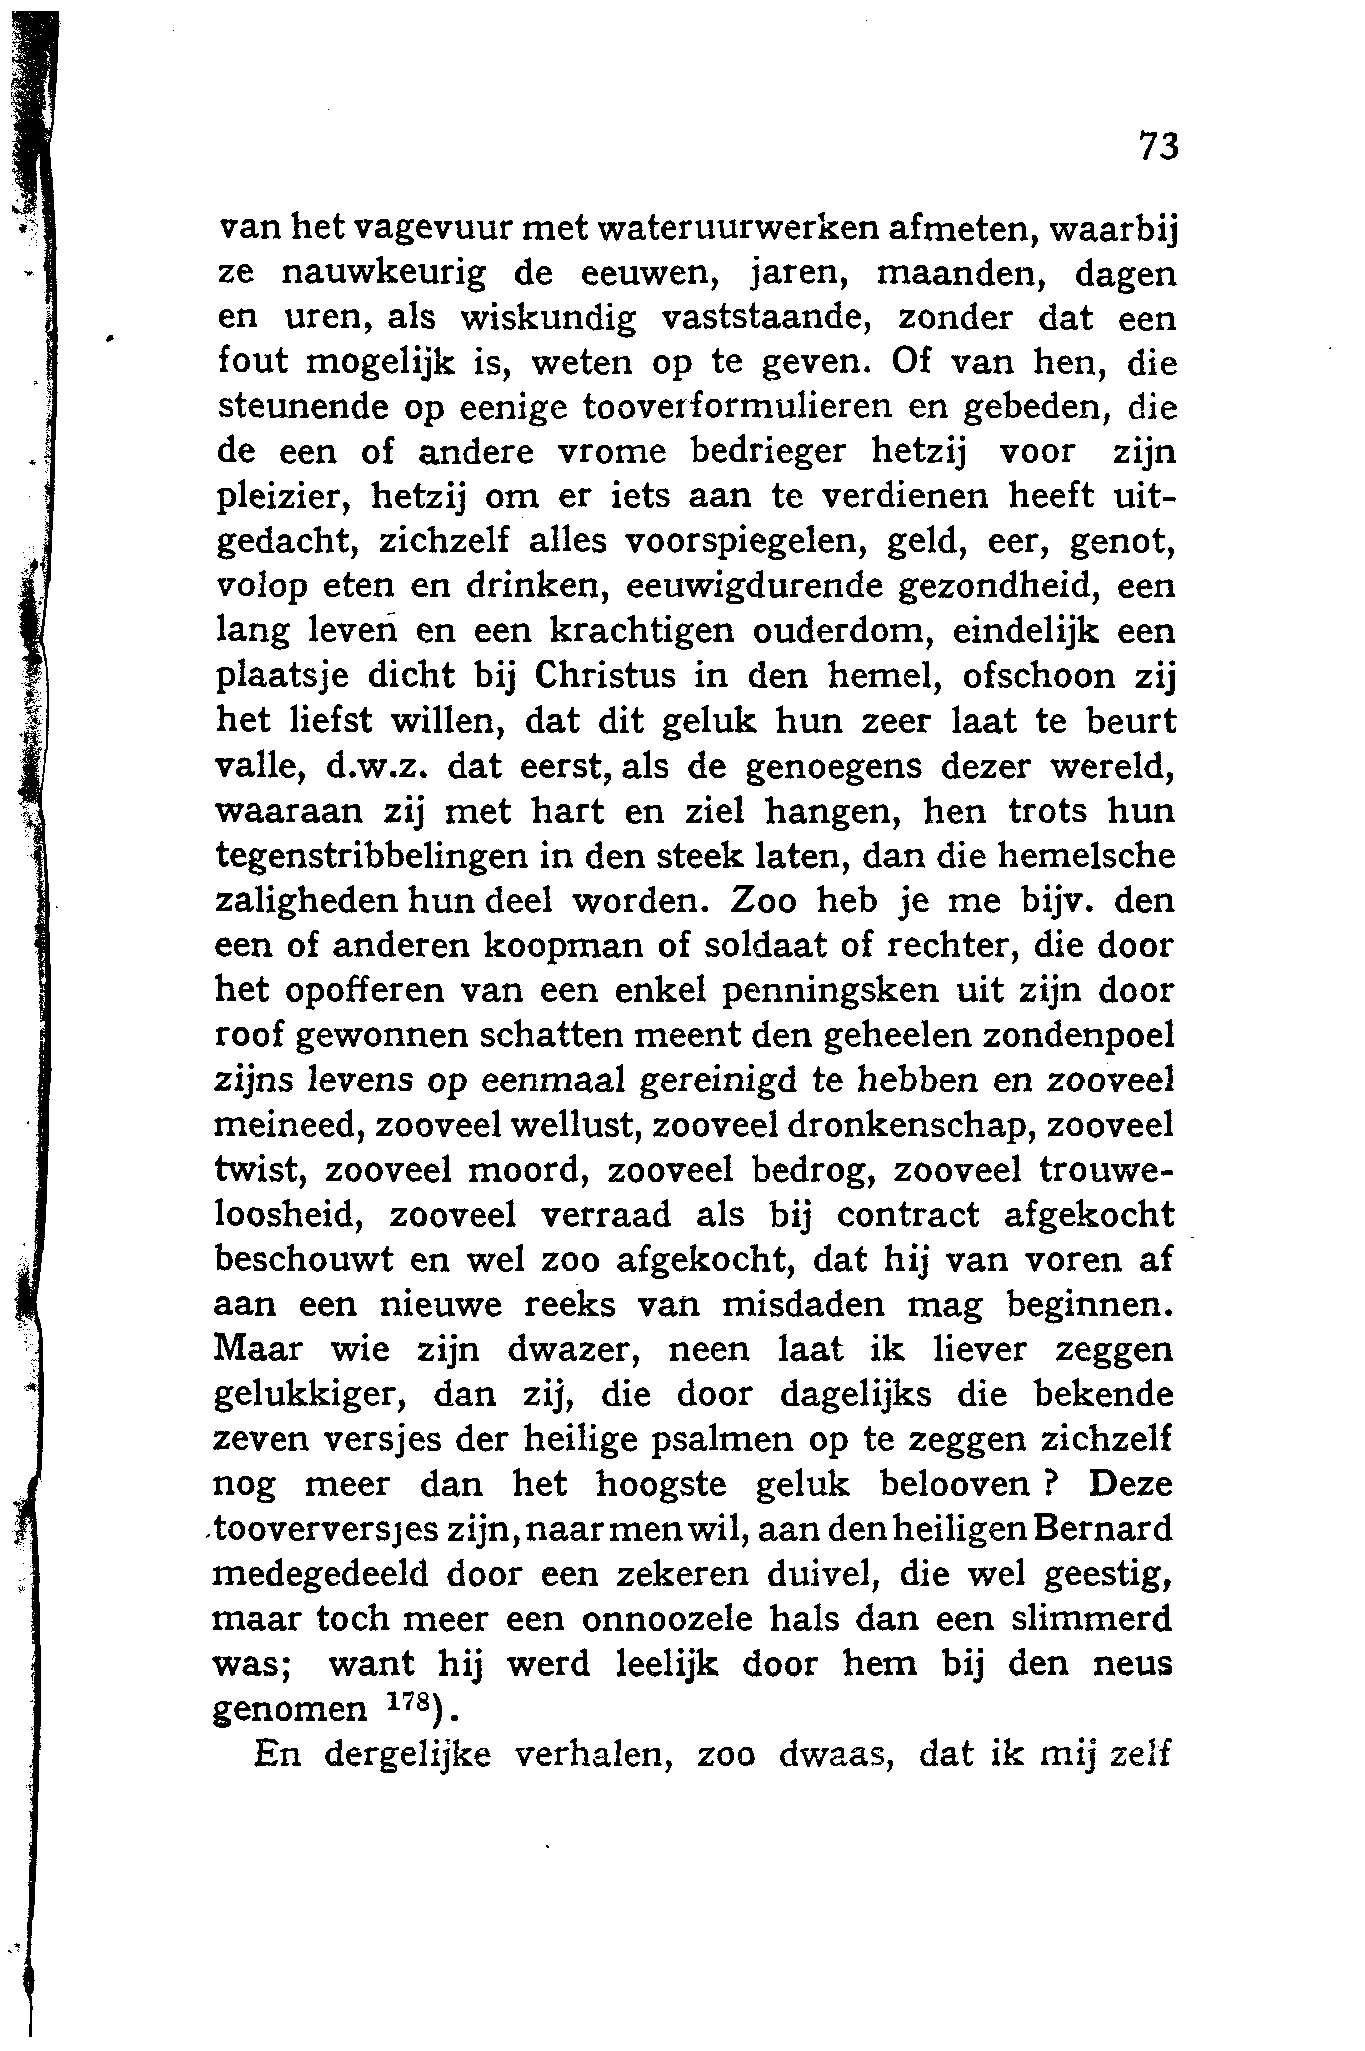 73
van het vagevuur met wateruurwerken afmeten, waarbij
ze nauwkeurig de eeuwen, jaren, maanden, dagen
en uren, als wiskundig vaststaande, zonder dat een
fout mogelijk is, weten op te geven. Of van hen, die
steunende op eenige tooverformulieren en gebeden, die
de een of andere vrome bedrieger hetzij voor zijn
pleizier, hetzij om er iets aan te verdienen heeft uit-
gedacht, zichzelf alles voorspiegelen, geld, eer, genot,
volop eten en drinken, eeuwigdurende gezondheid, een
lang leven en een krachtigen ouderdom, eindelijk een
plaatsje dicht bij Christus in den hemel, ofschoon zij
het liefst willen, dat dit geluk hun zeer laat te beurt
valle, d.w.z. dat eerst, als de genoegens dezer wereld,
waaraan zij met hart en ziel hangen, hen trots hun
tegenstribbelingen in den steek laten, dan die hemelsche
zaligheden hun deel worden. Zoo heb je me bijv. den
een of anderen koopman of soldaat of rechter, die door
het opofferen van een enkel penningsken uit zijn door
roof gewonnen schatten meent den geheelen zondenpoel
zijns levens op eenmaal gereinigd te hebben en zooveel
meineed, zooveel wellust, zooveel dronkenschap, zooveel
twist, zooveel moord, zooveel bedrog, zooveel trouwe-
loosheid, zooveel verraad als bij contract afgekocht
beschouwt en wel zoo afgekocht, dat hij van voren af
aan een nieuwe reeks van misdaden mag beginnen.
Maar wie zijn dwazer, neen laat ik liever zeggen
gelukkiger, dan zij, die door dagelijks die bekende
zeven versjes der heilige psalmen op te zeggen zichzelf
nog meer dan het hoogste geluk belooven ? Deze
tooverversjes zijn, naar men wil, aan den heiligen Bernard
medegedeeld door een zekeren duivel, die wel geestig,
maar toch meer een onnoozele hals dan een slimmerd
was; want hij werd leelijk door hem bij den neus
genomen ¹⁷⁸).
En dergelijke verhalen, zoo dwaas, dat ik mij zelf